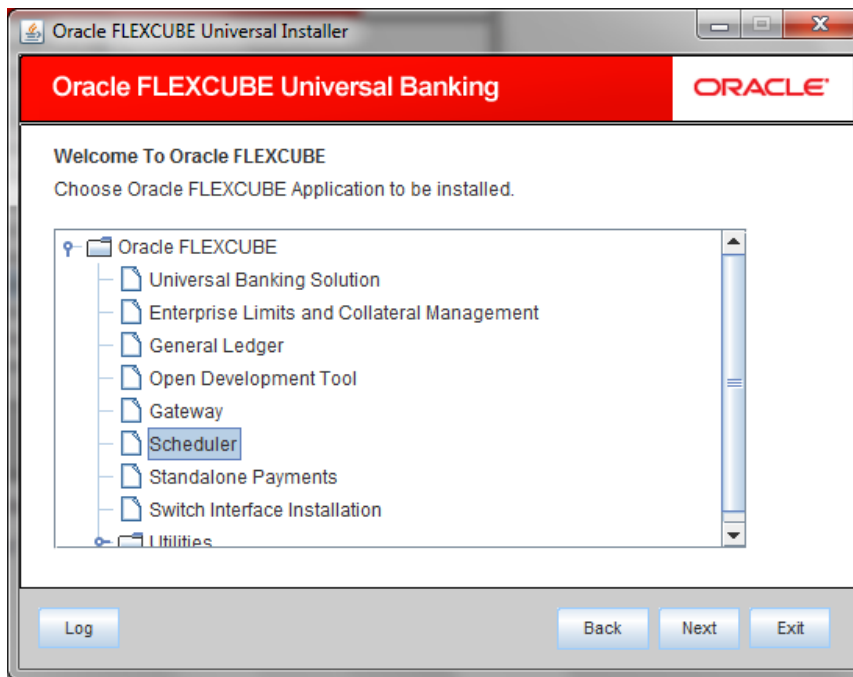 Oracle FLEXCUBE Universal Installer
Oracle FLEXCUBE Universal Banking
ORACLE®
Welcome To Oracle FLEXCUBE
Choose Oracle FLEXCUBE Application to be installed.
Oracle FLEXCUBE
Universal Banking Solution
Enterprise Limits and Collateral Management
General Ledger
Open Development Tool
Gateway
Scheduler
Standalone Payments
Switch Interface Installation
Utilities
Log
Back
Next
Exit